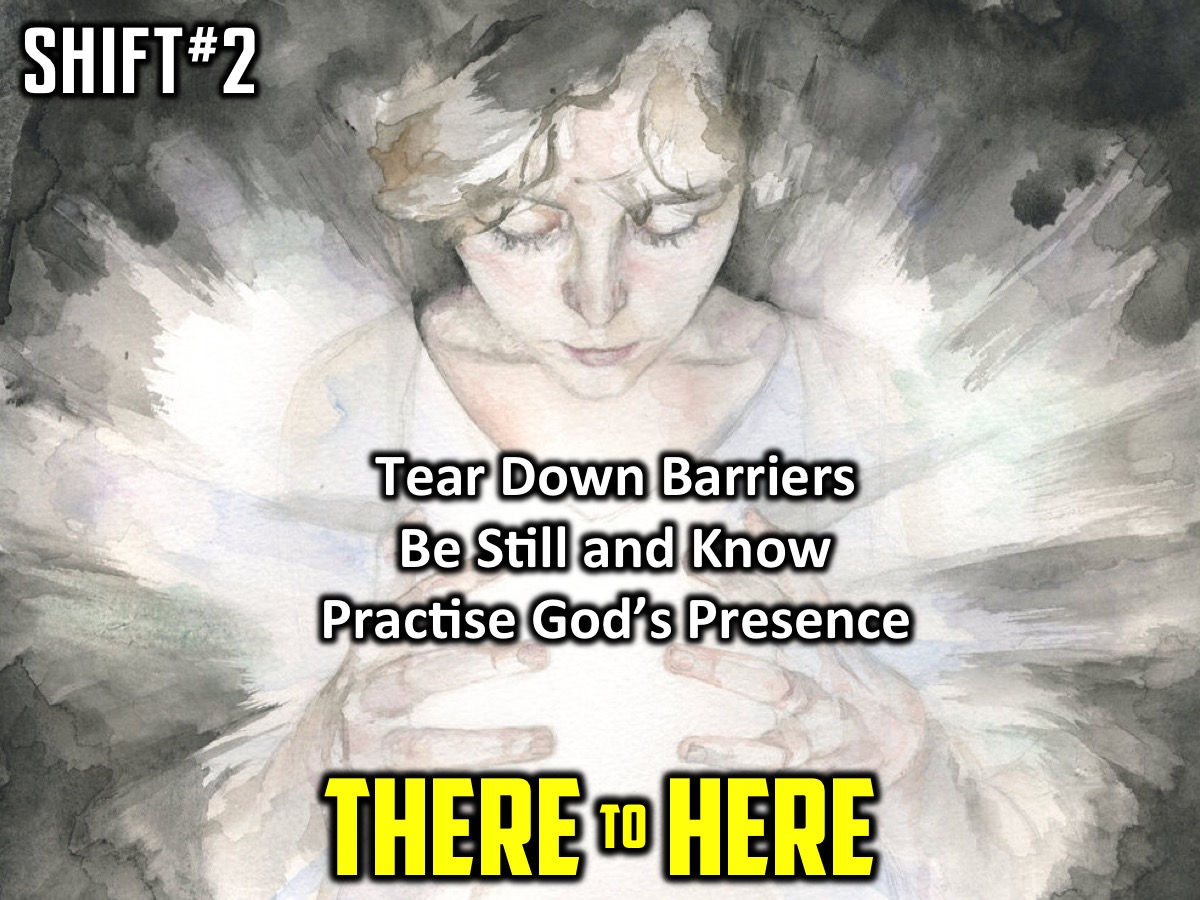 SHIFT#2
Tear Down Barriers
Be Still and Know
Practise God’s Presence
THERE TO HERE